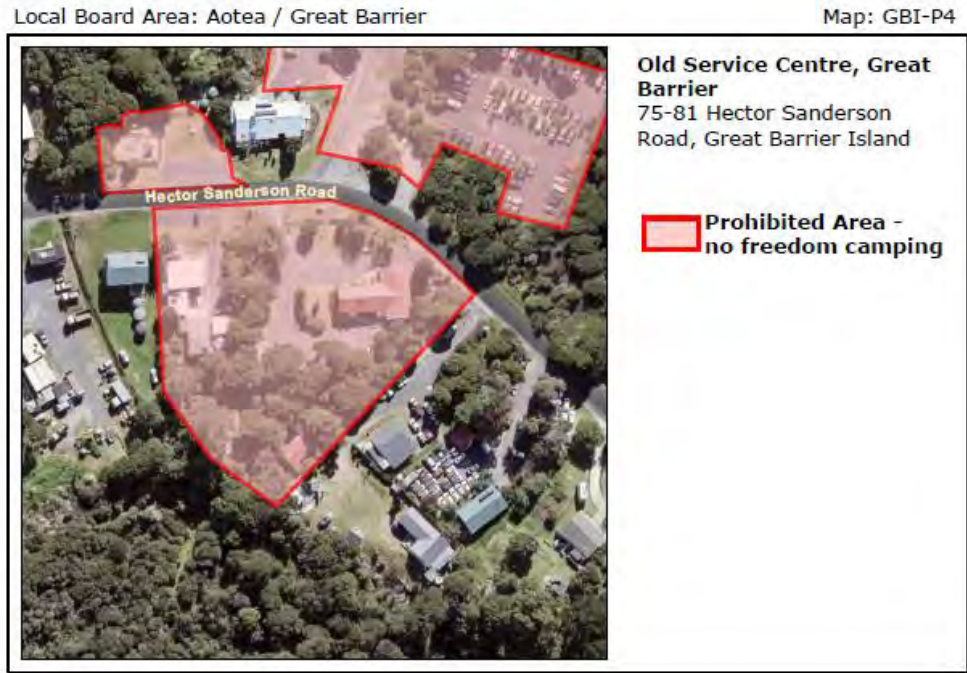 Local Board Area: Aotea / Great Barrier
Map: GBI-P4
Old Service Centre, Great
Barrier
75-81 Hector Sanderson
Road, Great Barrier Island
Prohibited Area -
no freedom camping
Hector Sanderson Road